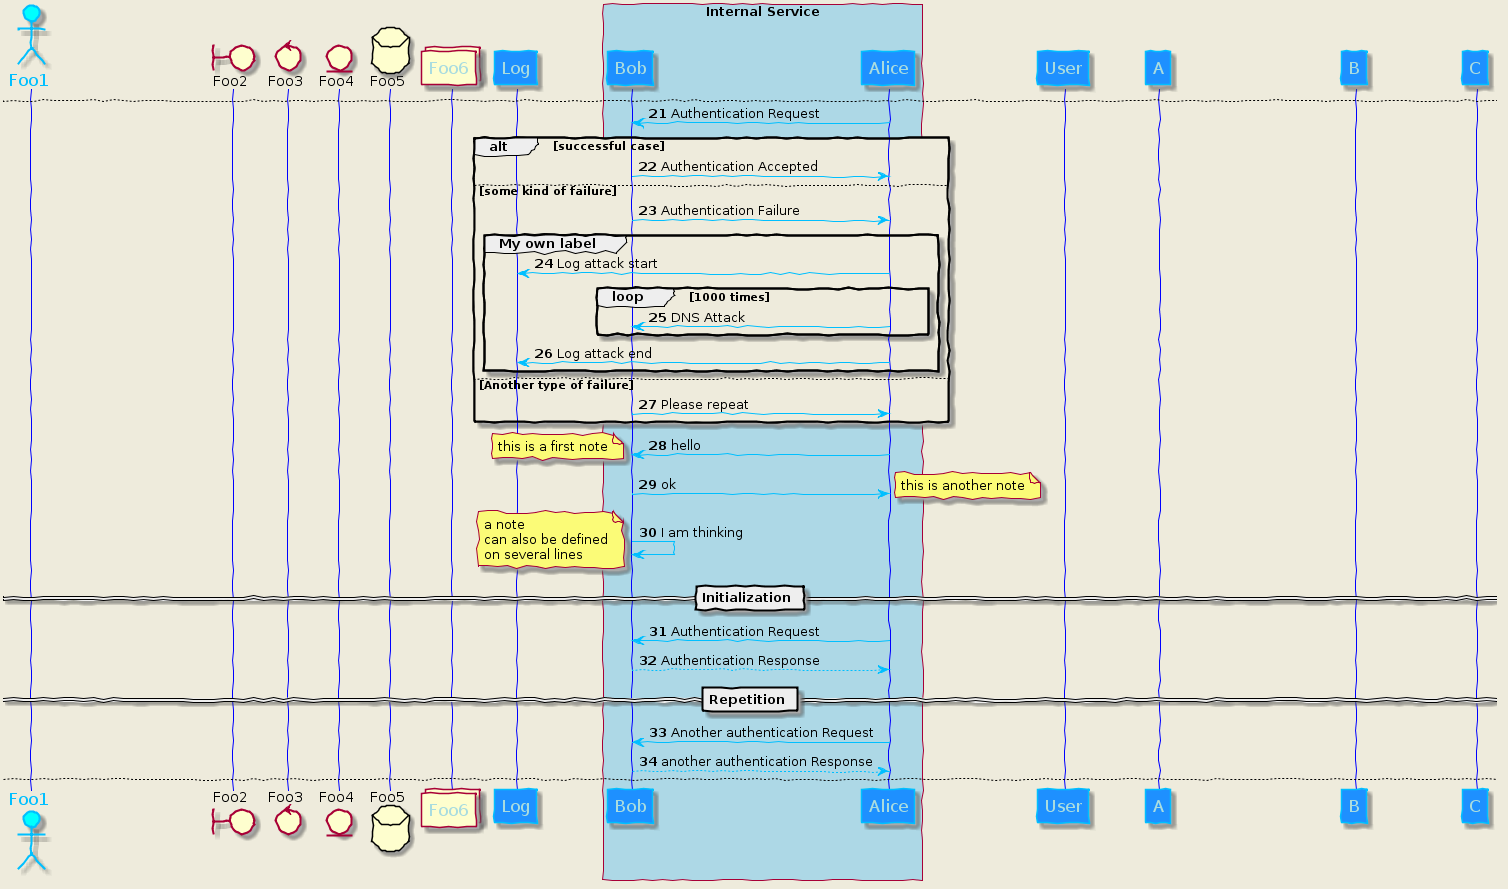 Internal Service
Foo1
Foo2
Foo3
Foo4
Foo5
Foo6
Log
Bob
Alice
User
A
B
C
21 Authentication Request
alt
[successful case]
22 Authentication Accepted
[some kind of failure]
23 Authentication Failure
My own label
24 Log attack start
loop
[1000 times]
25 DNS Attack
26 Log attack end
[Another type of failure]
27 Please repeat
this is a first note
28 hello
29 ok
this is another note
a note
can also be defined
on several lines
30 I am thinking
Initialization
31 Authentication Request
32 Authentication Response
Repetition
33 Another authentication Request
34 another authentication Response
Foo1
Foo2
Foo3
Foo4
Foo5
Foo6
Log
Bob
Alice
User
A
B
C